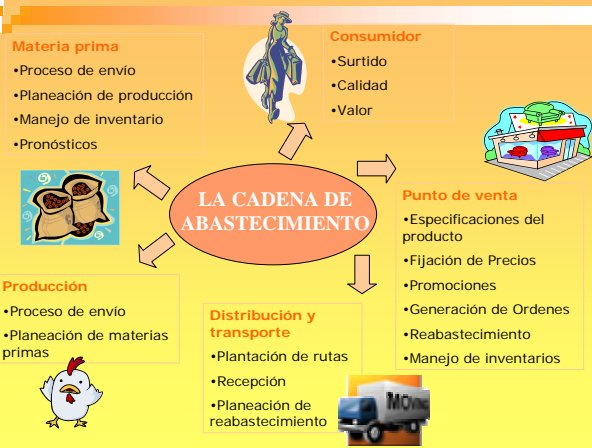 Materia prima
•Proceso de envío
•Planeación de producción
•Manejo de inventario
•Pronósticos
Consumidor
•Surtido
•Calidad
•Valor
LA CADENA DE
ABASTECIMIENTO
Punto de venta
•Especificaciones del
producto
•Fijación de Precios
•Promociones
•Generación de Ordenes
•Reabastecimiento
•Manejo de inventarios
Producción
•Proceso de envío
•Planeación de materias
primas
Distribución y
transporte
•Plantación de rutas
•Recepción
•Planeación de
reabastecimiento